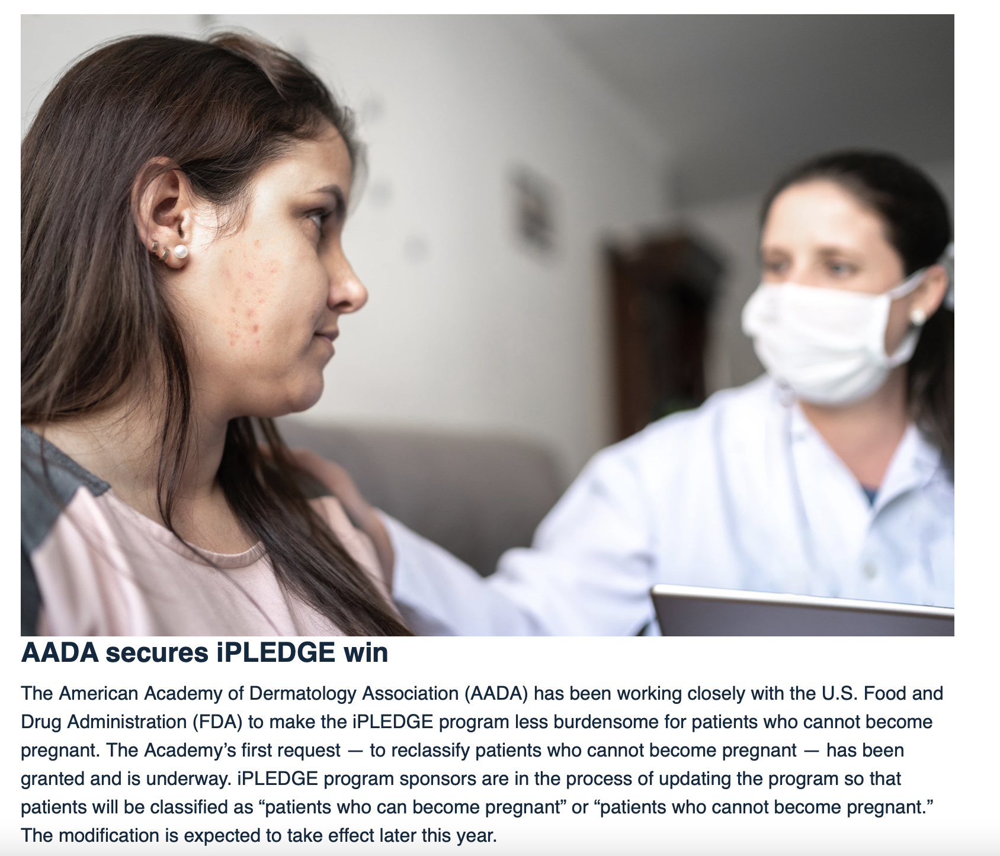 AADA secures iPLEDGE win
The American Academy of Dermatology Association (AADA) has been working closely with the U.S. Food and
Drug Administration (FDA) to make the iPLEDGE program less burdensome for patients who cannot become
pregnant. The Academy’s first request — to reclassify patients who cannot become pregnant — has been
granted and is underway. iPLEDGE program sponsors are in the process of updating the program so that
patients will be classified as “patients who can become pregnant” or “patients who cannot become pregnant.”
The modification is expected to take effect later this year.